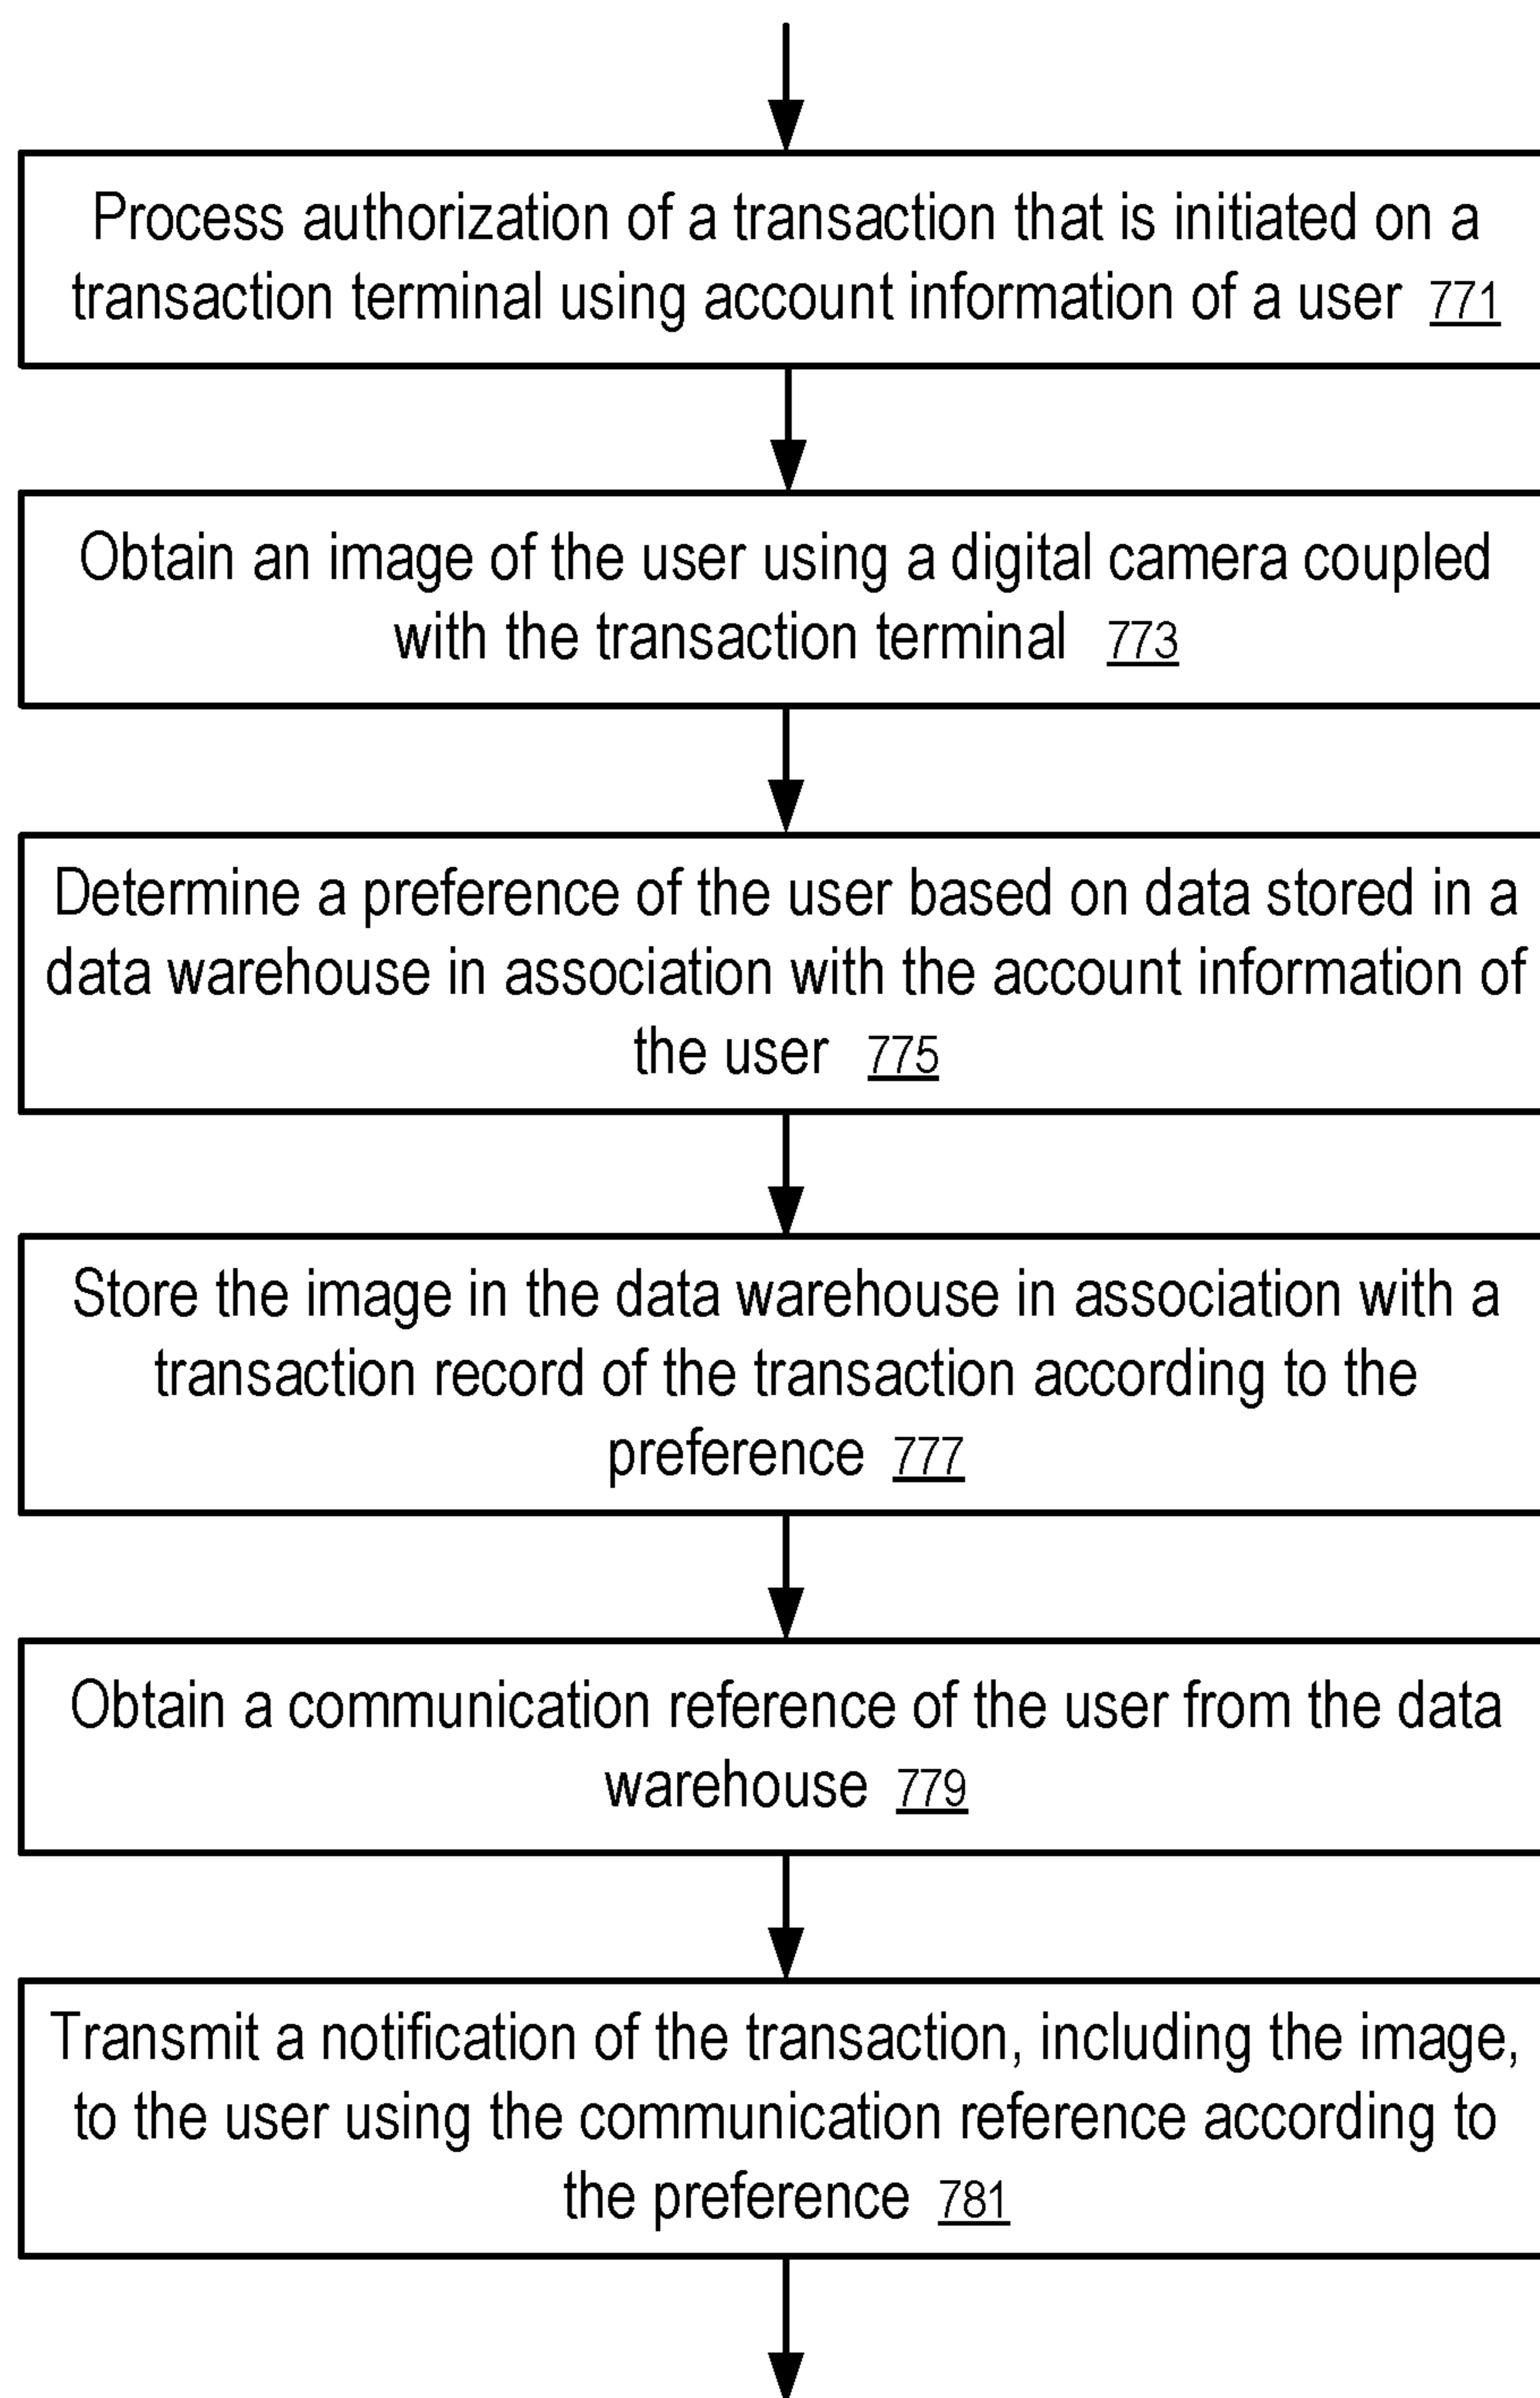 Process authorization of a transaction that is initiated on a
transaction terminal using account information of a user 771
Obtain an image of the user using a digital camera coupled
with the transaction terminal 773
Determine a preference of the user based on data stored in a
data warehouse in association with the account information of
the user 775
Store the image in the data warehouse in association with a
transaction record of the transaction according to the
preference 777
Obtain a communication reference of the user from the data
warehouse 779
Transmit a notification of the transaction, including the image,
to the user using the communication reference according to
the preference 781